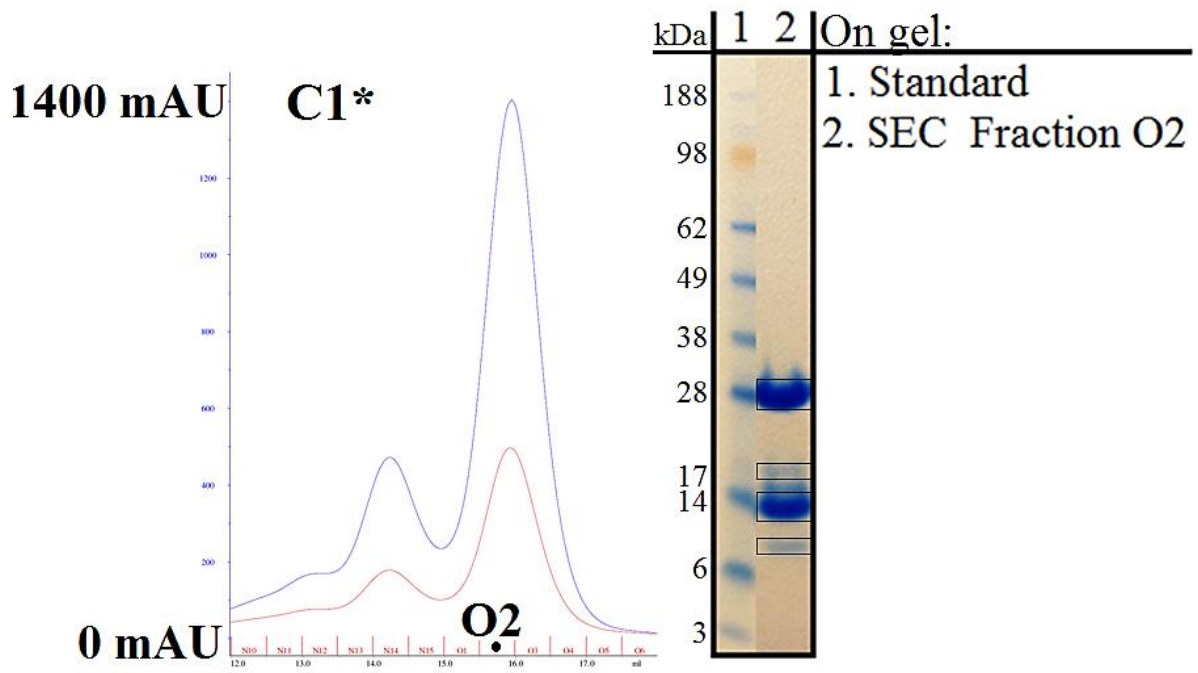 1400 mAU
C1*
1200
1000
800
600
400
200
0 mAU
O2
N10 N11 N12 N13 N14 N15 O1 O3 O4 O5 O6
12.0 13.0 14.0 15.0 16.0 17.0 ml
kDa 1 2 On gel:
188
98
62
49
38
28
17
14
6
3
1. Standard
2. SEC Fraction O2